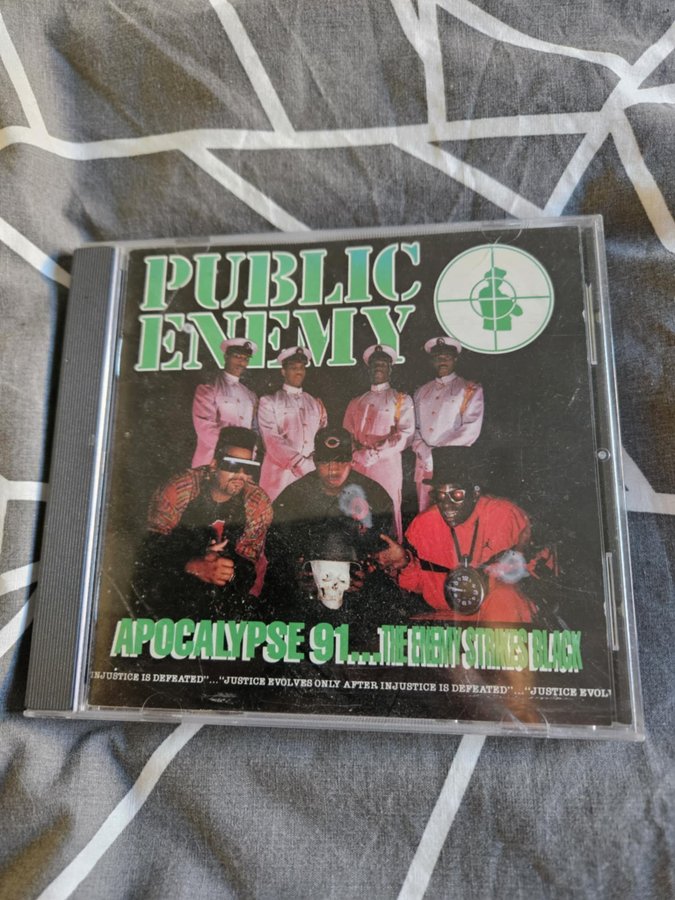 PUBLIC
ENEMY
APOCALYPSE 91...THE ENEMY STRIKES BLACK
INJUSTICE IS DEFEATED"..."JUSTICE EVOLVES ONLY AFTER INJUSTICE IS DEFEATED"..."JUSTICE EVOL